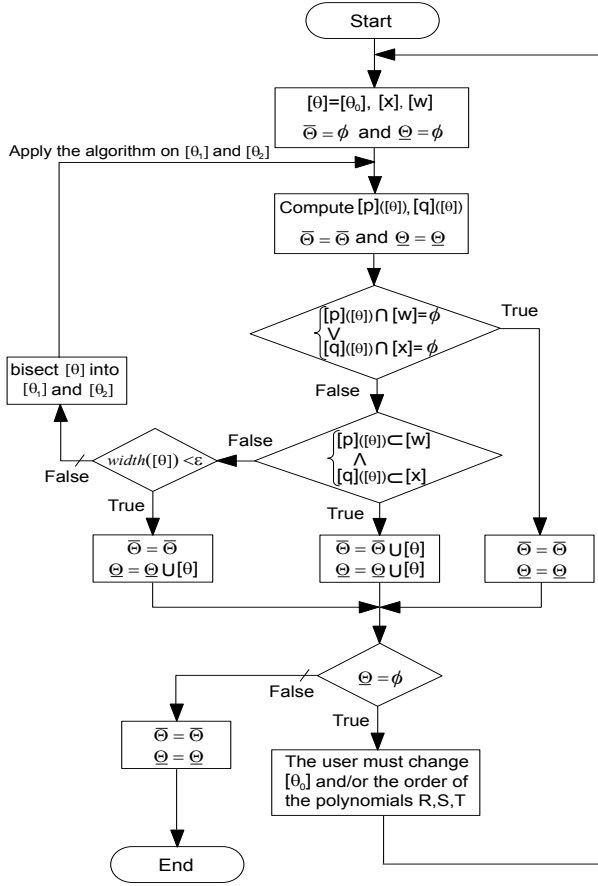 Start
[θ]=[θ₀], [x], [w]
Θ̅ = ϕ and Θ̲ = ϕ
Apply the algorithm on [θ₁] and [θ₂]
Compute [p]([θ]), [q]([θ])
Θ̅ = Θ̅ and Θ̲ = Θ̲
[p]([θ]) ∩ [w]=ϕ
V
[q]([θ]) ∩ [x]=ϕ
True
False
bisect [θ] into
[θ₁] and [θ₂]
[p]([θ])⊂[w]
Λ
[q]([θ])⊂[x]
False
width([θ]) <ε
False
True
True
Θ̅ = Θ̅
Θ̲ = Θ̲ U[θ]
Θ̅ = Θ̅ U[θ]
Θ̲ = Θ̲ U[θ]
Θ̅ = Θ̅
Θ̲ = Θ̲
Θ̲ = ϕ
False
True
Θ̅ = Θ̅
Θ̲ = Θ̲
The user must change
[θ₀] and/or the order of
the polynomials R,S,T
End